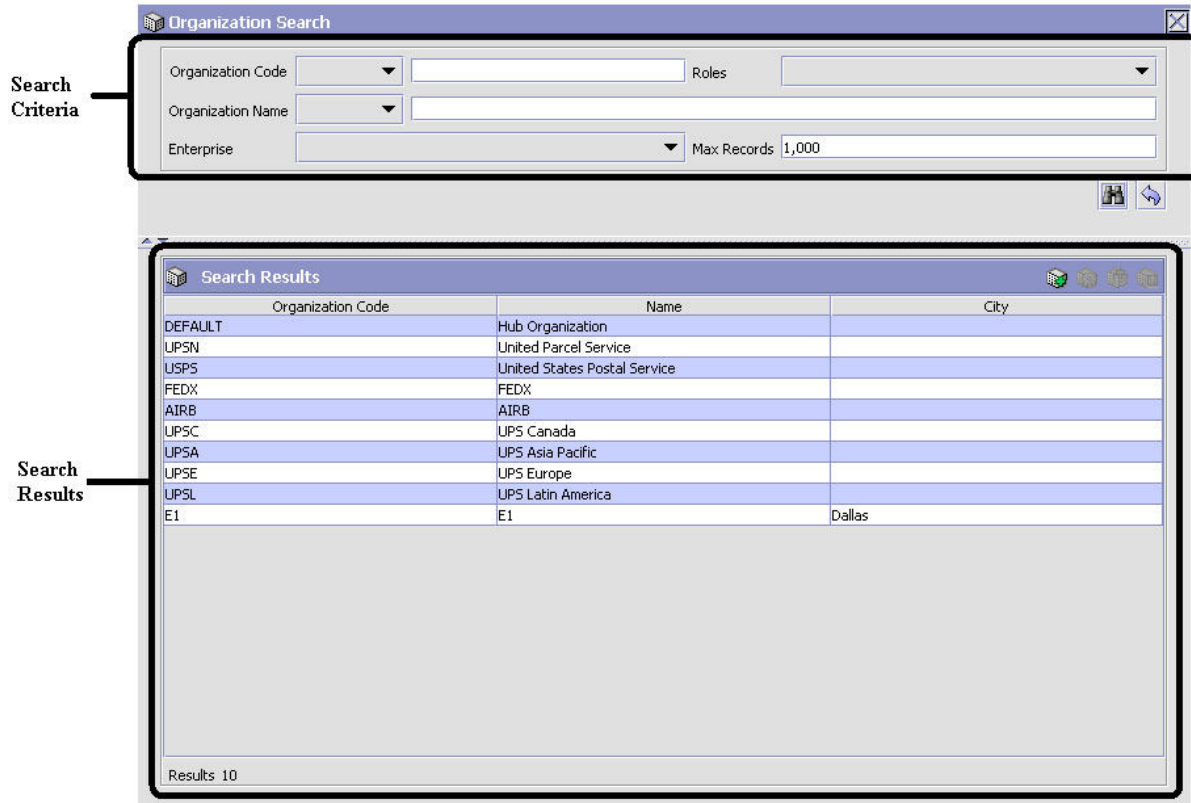 Organization Search
Search
Criteria
Organization Code Roles
Organization Name
Enterprise Max Records 1,000
Search Results
Organization Code Name City
DEFAULT Hub Organization
UPSN United Parcel Service
USPS United States Postal Service
FEDX FEDX
AIRB AIRB
UPSC UPS Canada
UPSA UPS Asia Pacific
UPSE UPS Europe
UPSL UPS Latin America
E1 E1 Dallas
Search
Results
Results 10